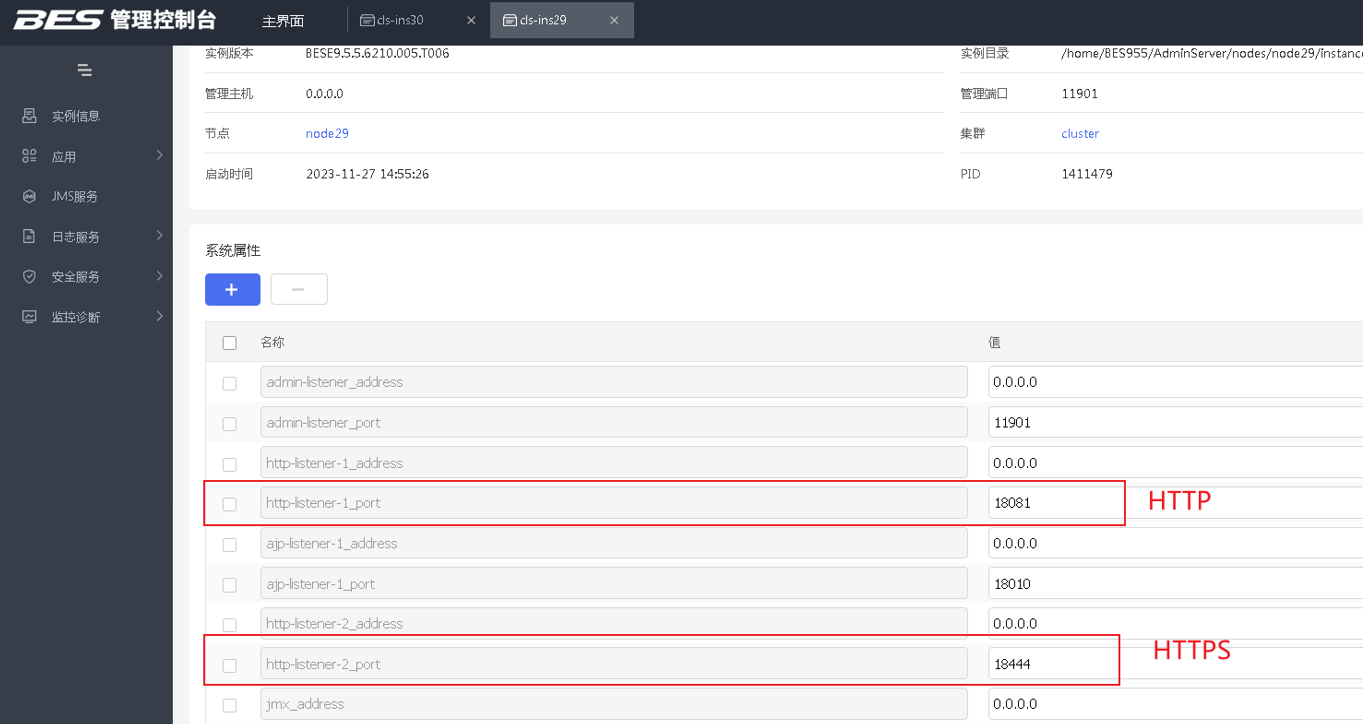 BES 管理控制台 主界面 cls-ins30 cls-ins29
实例版本 BESE9.5.5.6210.005.T006 实例目录 /home/BES955/AdminServer/nodes/node29/instanc
实例信息 管理主机 0.0.0.0 管理端口 11901
节点 node29 集群 cluster
应用
启动时间 2023-11-27 14:55:26 PID 1411479
JMS服务
日志服务
系统属性
安全服务
监控诊断
名称 值
admin-listener_address 0.0.0.0
admin-listener_port 11901
http-listener-1_address 0.0.0.0
http-listener-1_port 18081 HTTP
ajp-listener-1_address 0.0.0.0
ajp-listener-1_port 18010
http-listener-2_address 0.0.0.0
http-listener-2_port 18444 HTTPS
jmx_address 0.0.0.0